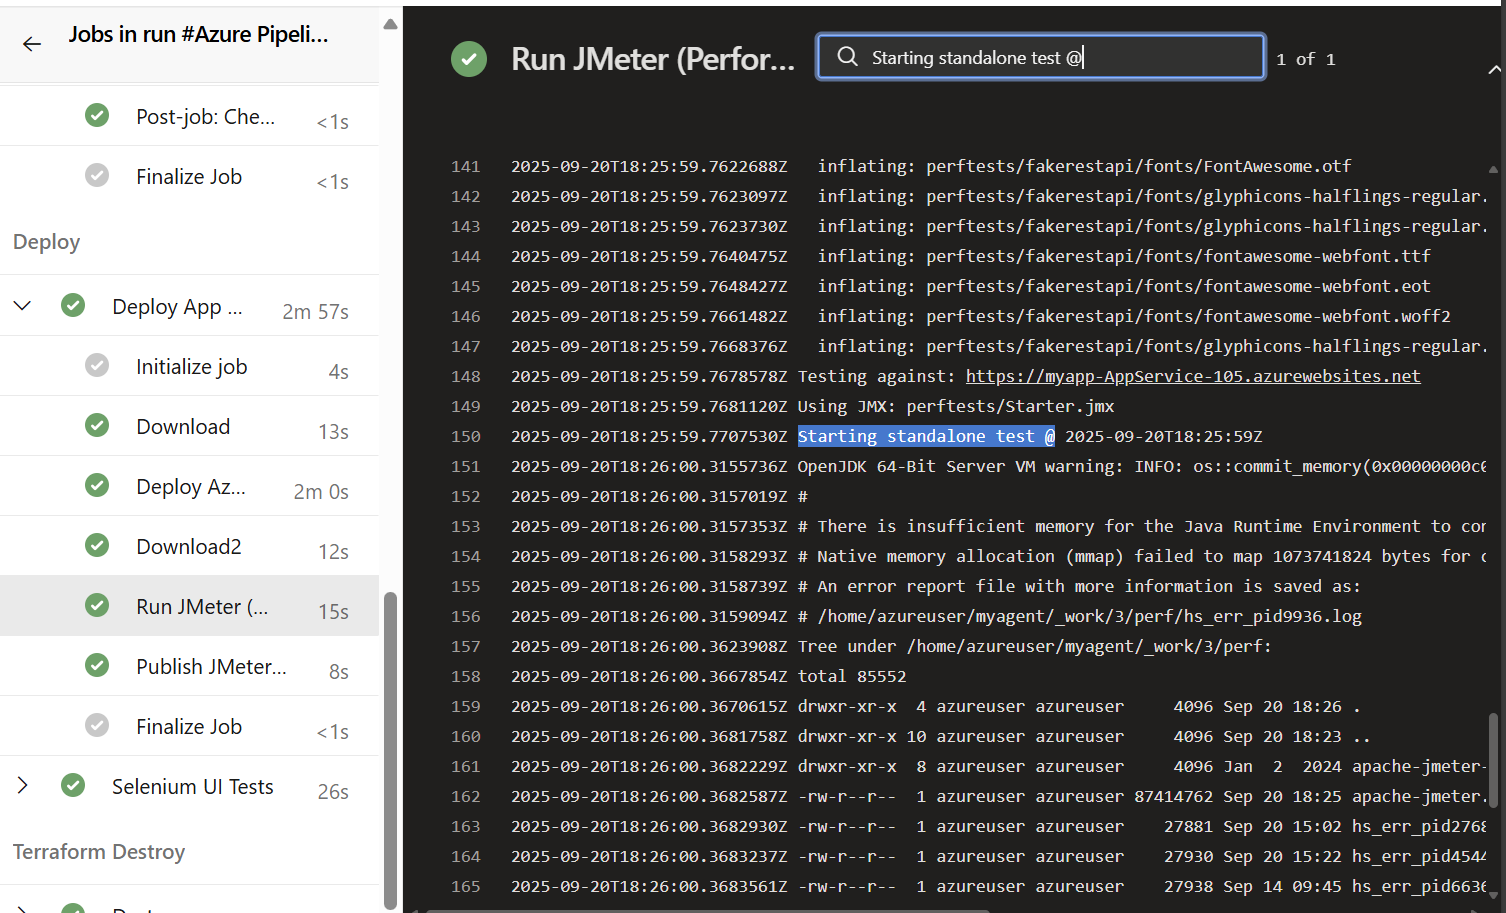 Jobs in run #Azure Pipeli...
Post-job: Che... <1s
Finalize Job <1s
Deploy
Deploy App ... 2m 57s
Initialize job 4s
Download 13s
Deploy Az... 2m 0s
Download2 12s
Run JMeter (... 15s
Publish JMeter... 8s
Finalize Job <1s
Selenium UI Tests 26s
Terraform Destroy
Run JMeter (Perfor... Starting standalone test @ 1 of 1
141 2025-09-20T18:25:59.7622688Z inflating: perftests/fakerestapi/fonts/FontAwesome.otf
142 2025-09-20T18:25:59.7623097Z inflating: perftests/fakerestapi/fonts/glyphicons-halflings-regular.
143 2025-09-20T18:25:59.7623730Z inflating: perftests/fakerestapi/fonts/glyphicons-halflings-regular.
144 2025-09-20T18:25:59.7640475Z inflating: perftests/fakerestapi/fonts/fontawesome-webfont.ttf
145 2025-09-20T18:25:59.7648427Z inflating: perftests/fakerestapi/fonts/fontawesome-webfont.eot
146 2025-09-20T18:25:59.7661482Z inflating: perftests/fakerestapi/fonts/fontawesome-webfont.woff2
147 2025-09-20T18:25:59.7668376Z inflating: perftests/fakerestapi/fonts/glyphicons-halflings-regular.
148 2025-09-20T18:25:59.7678578Z Testing against: https://myapp-AppService-105.azurewebsites.net
149 2025-09-20T18:25:59.7681120Z Using JMX: perftests/Starter.jmx
150 2025-09-20T18:25:59.7707530Z Starting standalone test @ 2025-09-20T18:25:59Z
151 2025-09-20T18:26:00.3155736Z OpenJDK 64-Bit Server VM warning: INFO: os::commit_memory(0x00000000c0
152 2025-09-20T18:26:00.3157019Z #
153 2025-09-20T18:26:00.3157353Z # There is insufficient memory for the Java Runtime Environment to con
154 2025-09-20T18:26:00.3158293Z # Native memory allocation (mmap) failed to map 1073741824 bytes for c
155 2025-09-20T18:26:00.3158739Z # An error report file with more information is saved as:
156 2025-09-20T18:26:00.3159094Z # /home/azureuser/myagent/_work/3/perf/hs_err_pid9936.log
157 2025-09-20T18:26:00.3623908Z Tree under /home/azureuser/myagent/_work/3/perf:
158 2025-09-20T18:26:00.3667854Z total 85552
159 2025-09-20T18:26:00.3670615Z drwxr-xr-x 4 azureuser azureuser 4096 Sep 20 18:26 .
160 2025-09-20T18:26:00.3681758Z drwxr-xr-x 10 azureuser azureuser 4096 Sep 20 18:23 ..
161 2025-09-20T18:26:00.3682229Z drwxr-xr-x 8 azureuser azureuser 4096 Jan 2 2024 apache-jmeter-
162 2025-09-20T18:26:00.3682587Z -rw-r--r-- 1 azureuser azureuser 87414762 Sep 20 18:25 apache-jmeter.
163 2025-09-20T18:26:00.3682930Z -rw-r--r-- 1 azureuser azureuser 27881 Sep 20 15:02 hs_err_pid2768
164 2025-09-20T18:26:00.3683237Z -rw-r--r-- 1 azureuser azureuser 27930 Sep 20 15:22 hs_err_pid4544
165 2025-09-20T18:26:00.3683561Z -rw-r--r-- 1 azureuser azureuser 27938 Sep 14 09:45 hs_err_pid6636